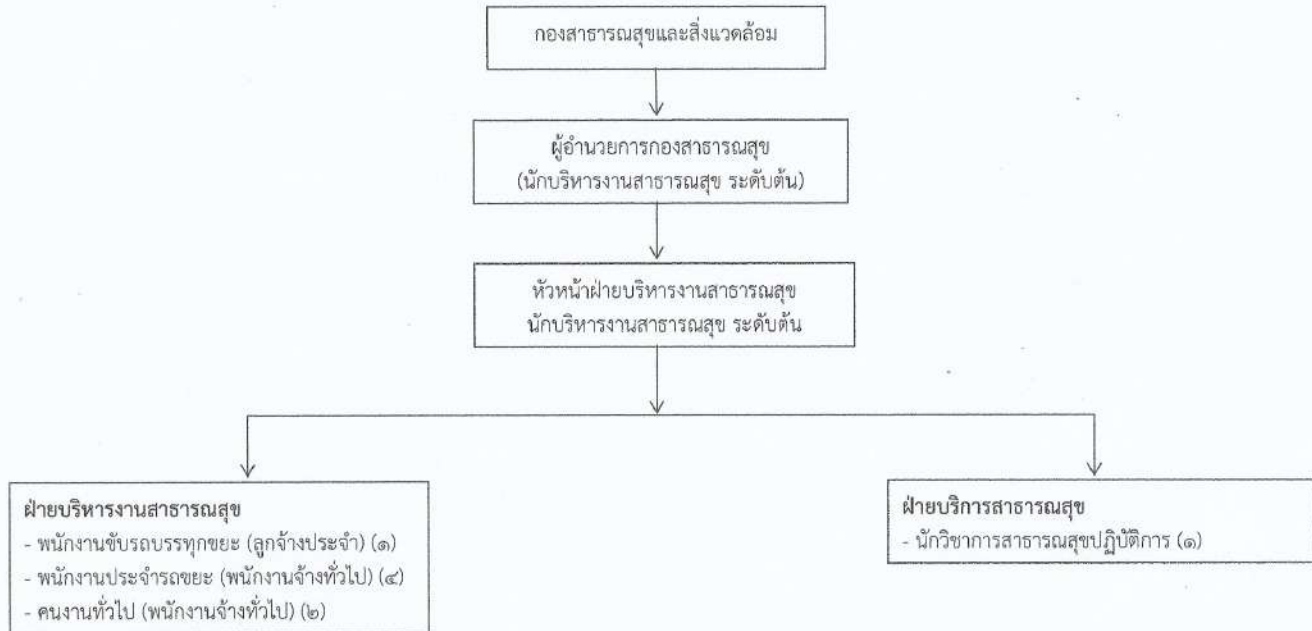 กองสาธารณสุขและสิ่งแวดล้อม
ผู้อำนวยการกองสาธารณสุข
(นักบริหารงานสาธารณสุข ระดับต้น)
หัวหน้าฝ่ายบริหารงานสาธารณสุข
นักบริหารงานสาธารณสุข ระดับต้น
ฝ่ายบริหารงานสาธารณสุข
- พนักงานขับรถบรรทุกขยะ (ลูกจ้างประจำ) (๑)
- พนักงานประจำรถขยะ (พนักงานจ้างทั่วไป) (๔)
- คนงานทั่วไป (พนักงานจ้างทั่วไป) (๒)
ฝ่ายบริการสาธารณสุข
- นักวิชาการสาธารณสุขปฏิบัติการ (๑)